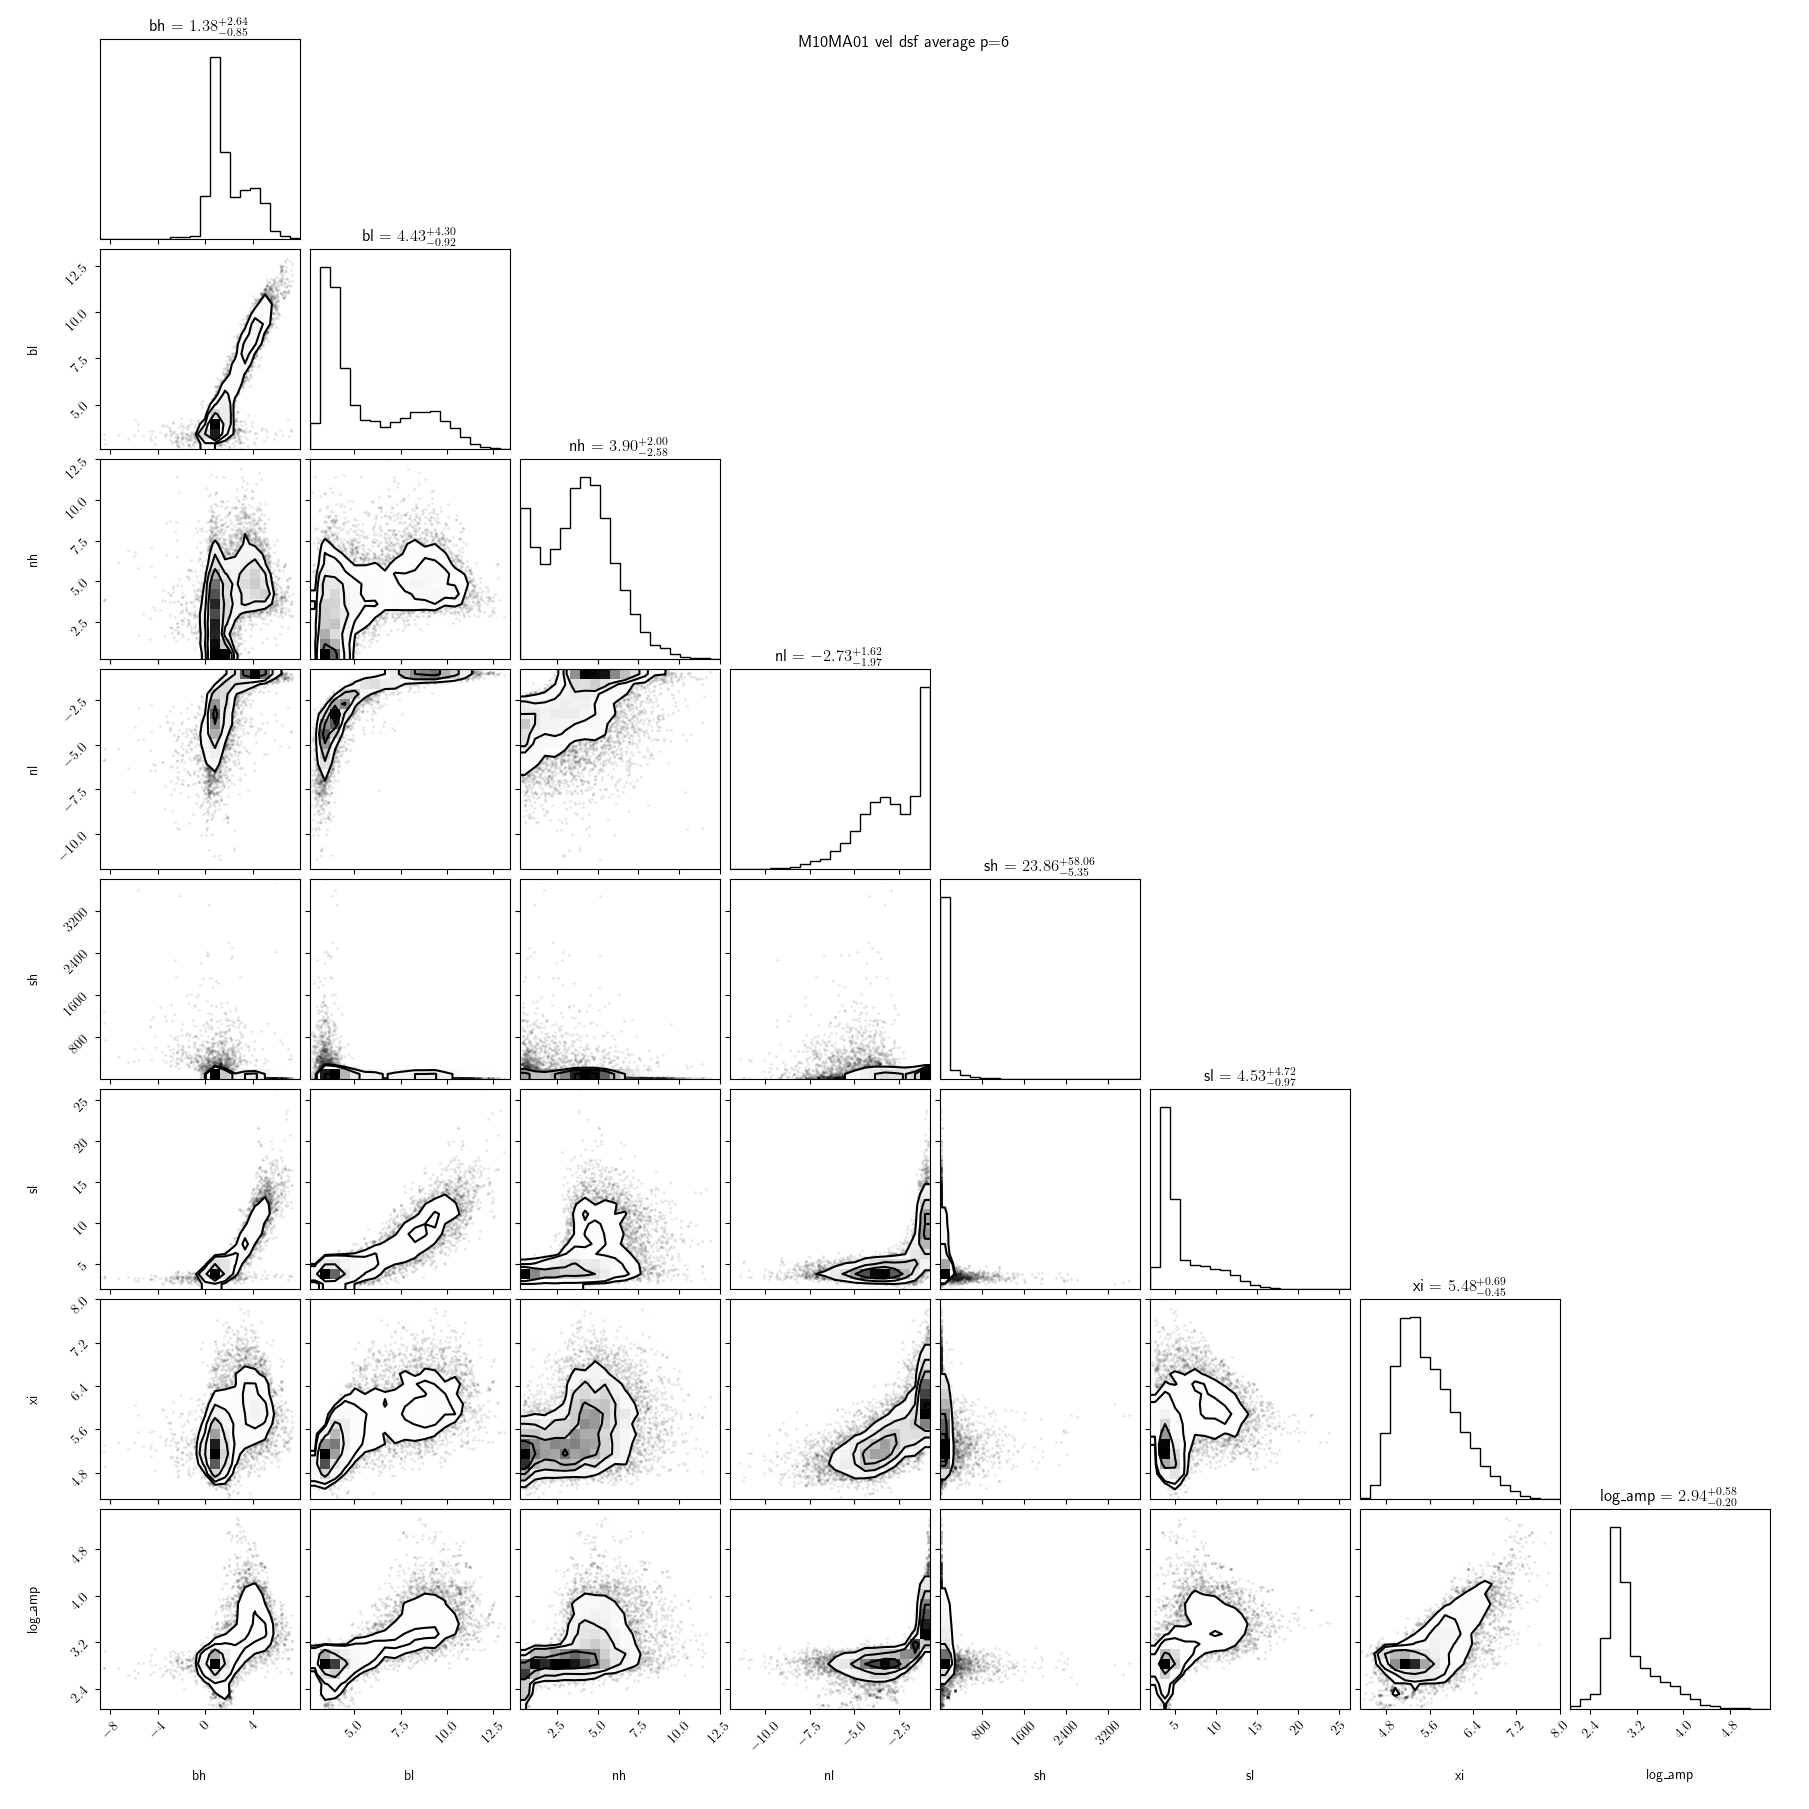 bh = 1.38^{+2.64}_{-0.85}
M10MA01 vel dsf average p=6
bl = 4.43^{+4.30}_{-0.92}
12.5
10.0
7.5
5.0
bl
nh = 3.90^{+2.00}_{-2.58}
12.5
10.0
7.5
5.0
2.5
nh
nl = −2.73^{+1.62}_{-1.97}
−2.5
−5.0
−7.5
−10.0
nl
sh = 23.86^{+58.06}_{-5.35}
3200
2400
1600
800
sh
sl = 4.53^{+4.72}_{-0.97}
25
20
15
10
5
sl
xi = 5.48^{+0.69}_{-0.45}
8.0
7.2
6.4
5.6
4.8
xi
log_amp = 2.94^{+0.58}_{-0.20}
4.8
4.0
3.2
2.4
log_amp
−8 −4 0 4 5.0 7.5 10.0 12.5 2.5 5.0 7.5 10.0 12.5 −10.0 −7.5 −5.0 −2.5 800 1600 2400 3200 5 10 15 20 25 4.8 5.6 6.4 7.2 8.0 2.4 3.2 4.0 4.8
bh bl nh nl sh sl xi log_amp